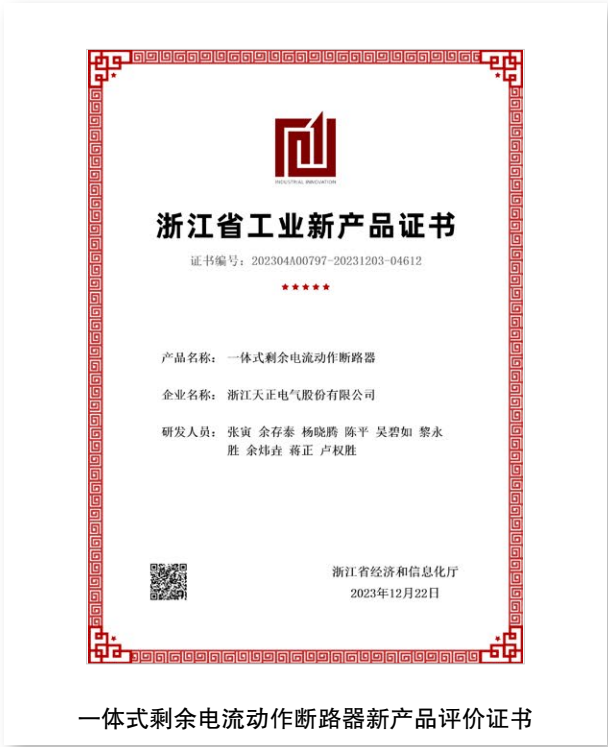 INDUSTRIAL INNOVATION
浙江省工业新产品证书
证书编号：202304A00797-20231203-04612
产品名称： 一体式剩余电流动作断路器
企业名称： 浙江天正电气股份有限公司
研发人员： 张寅 余存泰 杨晓腾 陈平 吴碧如 黎永
胜 余炜垚 蒋正 卢权胜
浙江省经济和信息化厅
2023年12月22日
一体式剩余电流动作断路器新产品评价证书